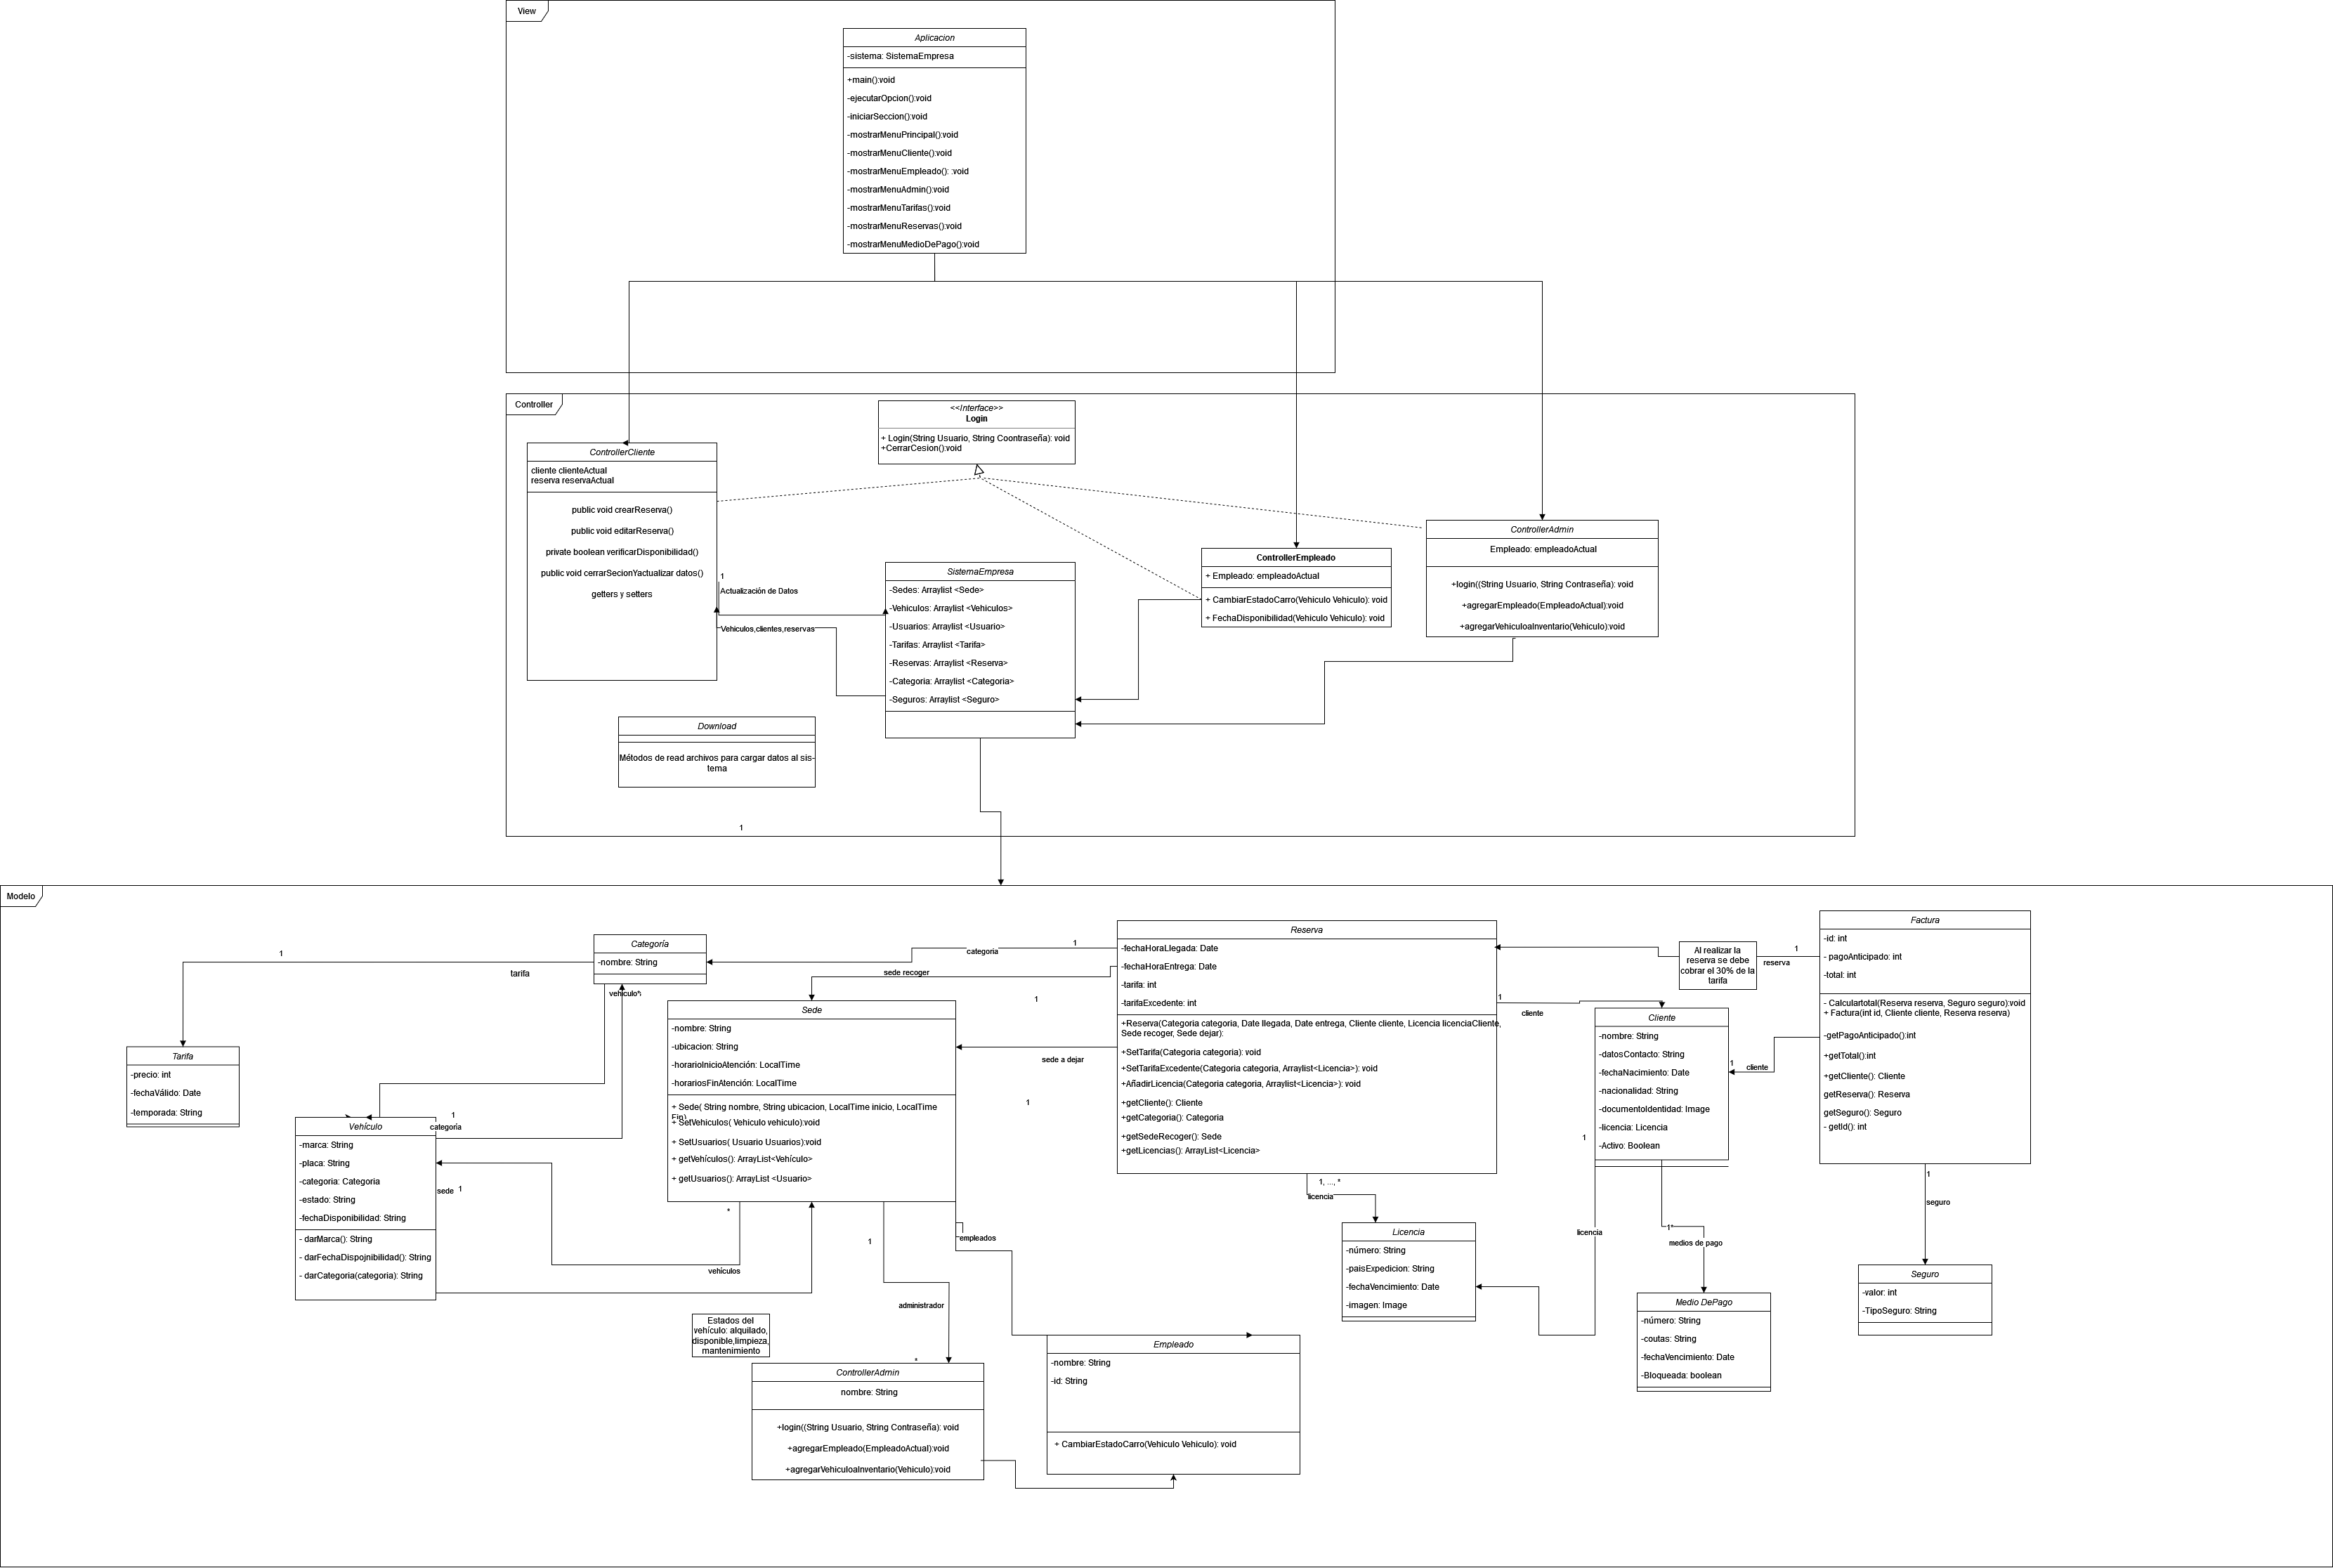 View
Aplicacion
-sistema: SistemaEmpresa
+main():void
-ejecutarOpcion():void
-iniciarSeccion():void
-mostrarMenuPrincipal():void
-mostrarMenuCliente():void
-mostrarMenuEmpleado(): :void
-mostrarMenuAdmin():void
-mostrarMenuTarifas():void
-mostrarMenuReservas():void
-mostrarMenuMedioDePago():void
Controller
<<Interface>>
Login
+ Login(String Usuario, String Coontraseña): void
+CerrarCesion():void
ControllerCliente
cliente clienteActual
reserva reservaActual
public void crearReserva()
public void editarReserva()
private boolean verificarDisponibilidad()
public void cerrarSecionYactualizar datos()
getters y setters
1
Actualización de Datos
Vehiculos,clientes,reservas
SistemaEmpresa
-Sedes: Arraylist <Sede>
-Vehiculos: Arraylist <Vehiculos>
-Usuarios: Arraylist <Usuario>
-Tarifas: Arraylist <Tarifa>
-Reservas: Arraylist <Reserva>
-Categoria: Arraylist <Categoria>
-Seguros: Arraylist <Seguro>
ControllerEmpleado
+ Empleado: empleadoActual
+ CambiarEstadoCarro(Vehiculo Vehiculo): void
+ FechaDisponibilidad(Vehiculo Vehiculo): void
ControllerAdmin
Empleado: empleadoActual
+login((String Usuario, String Contraseña): void
+agregarEmpleado(EmpleadoActual):void
+agregarVehiculoaInventario(Vehiculo):void
Download
Métodos de read archivos para cargar datos al sis-
tema
1
Modelo
1
tarifa
Categoría
-nombre: String
vehiculo*
Tarifa
-precio: int
-fechaVálido: Date
-temporada: String
Vehículo
-marca: String
-placa: String
-categoria: Categoria
-estado: String
-fechaDisponibilidad: String
- darMarca(): String
- darFechaDispojnibilidad(): String
- darCategoria(categoria): String
1
categoría
sede
1
Sede
-nombre: String
-ubicacion: String
-horarioInicioAtención: LocalTime
-horariosFinAtención: LocalTime
+ Sede( String nombre, String ubicacion, LocalTime inicio, LocalTime
Fin)
+ SetVehiculos( Vehiculo vehiculo):void
+ SetUsuarios( Usuario Usuarios):void
+ getVehículos(): ArrayList<Vehículo>
+ getUsuarios(): ArrayList <Usuario>
*
vehículos
1
administrador
empleados
categoria
1
sede recoger
1
sede a dejar
1
Reserva
-fechaHoraLlegada: Date
-fechaHoraEntrega: Date
-tarifa: int
-tarifaExcedente: int
+Reserva(Categoria categoria, Date llegada, Date entrega, Cliente cliente, Licencia licenciaCliente,
Sede recoger, Sede dejar):
+SetTarifa(Categoria categoria): void
+SetTarifaExcedente(Categoria categoria, Arraylist<Licencia>): void
+AñadirLicencia(Categoria categoria, Arraylist<Licencia>): void
+getCliente(): Cliente
+getCategoria(): Categoria
+getSedeRecoger(): Sede
+getLicencias(): ArrayList<Licencia>
1, ..., *
licencia
Al realizar la
reserva se debe
cobrar el 30% de la
tarifa
1
reserva
1
cliente
Cliente
-nombre: String
-datosContacto: String
-fechaNacimiento: Date
-nacionalidad: String
-documentoIdentidad: Image
-licencia: Licencia
-Activo: Boolean
1
licencia
1*
medios de pago
1
cliente
Factura
-id: int
- pagoAnticipado: int
-total: int
- Calculartotal(Reserva reserva, Seguro seguro):void
+ Factura(int id, Cliente cliente, Reserva reserva)
-getPagoAnticipado():int
+getTotal():int
+getCliente(): Cliente
getReserva(): Reserva
getSeguro(): Seguro
- getId(): int
1
seguro
Licencia
-número: String
-paisExpedicion: String
-fechaVencimiento: Date
-imagen: Image
Medio DePago
-número: String
-coutas: String
-fechaVencimiento: Date
-Bloqueada: boolean
Seguro
-valor: int
-TipoSeguro: String
Estados del
vehículo: alquilado,
disponible,limpieza,
mantenimiento
*
ControllerAdmin
nombre: String
+login((String Usuario, String Contraseña): void
+agregarEmpleado(EmpleadoActual):void
+agregarVehiculoaInventario(Vehiculo):void
Empleado
-nombre: String
-id: String
+ CambiarEstadoCarro(Vehiculo Vehiculo): void